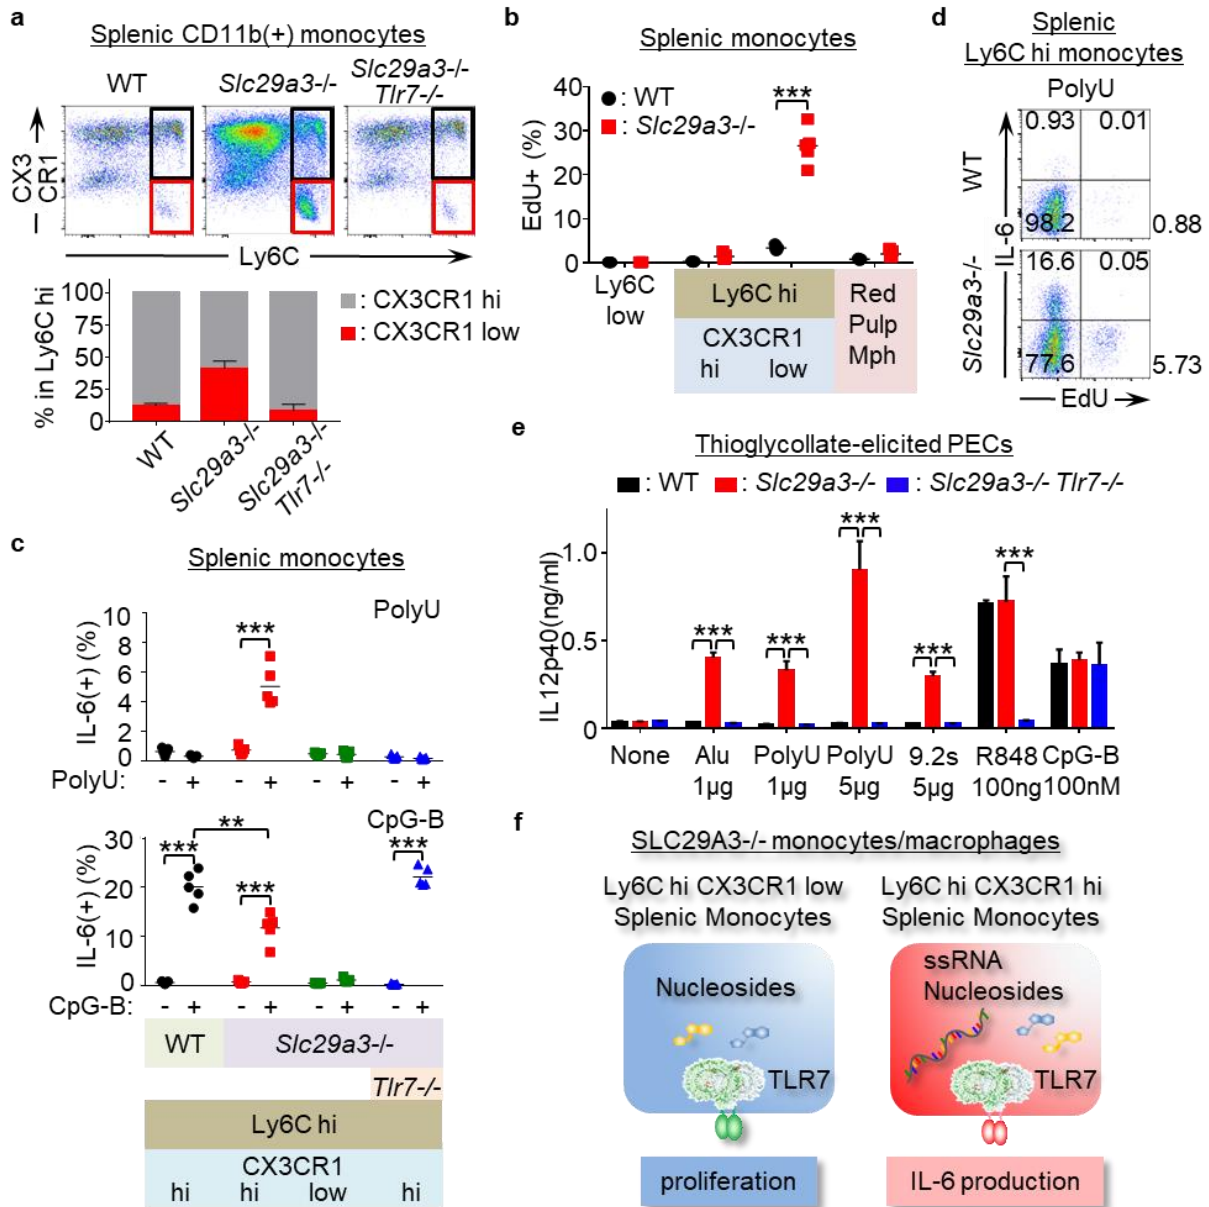 a
Splenic CD11b(+) monocytes
WT
Slc29a3-/-
Slc29a3-/-
Tlr7-/-
CX3
CR1
Ly6C
% in Ly6C hi
100
75
50
25
0
: CX3CR1 hi
: CX3CR1 low
WT
Slc29a3-/-
Slc29a3-/-
Tlr7-/-
b
Splenic monocytes
EdU+ (%)
40
30
20
10
0
: WT
: Slc29a3-/-
***
Ly6C
low
Ly6C hi
CX3CR1
hi low
Red
Pulp
Mph
c
Splenic monocytes
PolyU
IL-6(+) (%)
10
8
6
4
2
0
***
PolyU: - + - + - + - +
CpG-B
IL-6(+) (%)
30
20
10
0
***
**
***
***
CpG-B: - + - + - + - +
WT
Slc29a3-/-
Tlr7-/-
Ly6C hi
CX3CR1
hi hi low hi
d
Splenic
Ly6C hi monocytes
PolyU
WT
0.93 0.01
98.2 0.88
IL-6
Slc29a3-/-
16.6 0.05
77.6 5.73
EdU
e
Thioglycollate-elicited PECs
: WT : Slc29a3-/- : Slc29a3-/- Tlr7-/-
IL12p40(ng/ml)
1.0
0.5
0
***
***
***
***
***
None Alu PolyU PolyU 9.2s R848 CpG-B
1µg 1µg 5µg 5µg 100ng 100nM
f
SLC29A3-/- monocytes/macrophages
Ly6C hi CX3CR1 low
Splenic Monocytes
Nucleosides
TLR7
proliferation
Ly6C hi CX3CR1 hi
Splenic Monocytes
ssRNA
Nucleosides
TLR7
IL-6 production